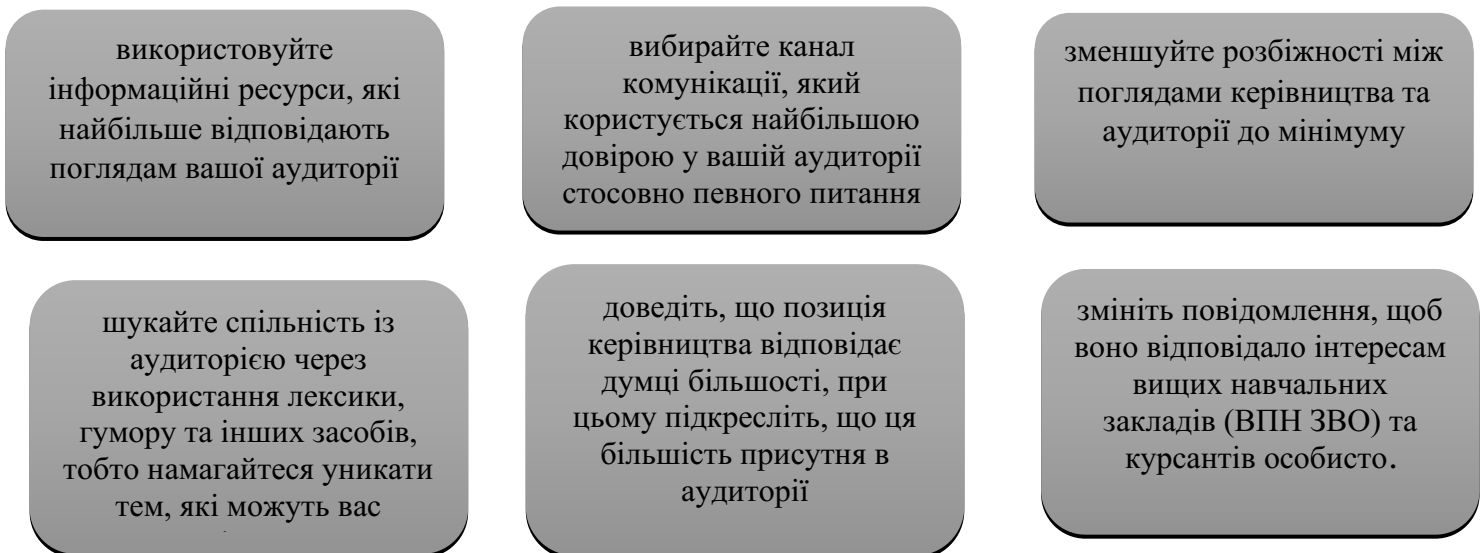 використовуйте
інформаційні ресурси, які
найбільше відповідають
поглядам вашої аудиторії
вибирайте канал
комунікації, який
користується найбільшою
довірою у вашій аудиторії
стосовно певного питання
зменшуйте розбіжності між
поглядами керівництва та
аудиторії до мінімуму
шукайте спільність із
аудиторією через
використання лексики,
гумору та інших засобів,
тобто намагайтеся уникати
тем, які можуть вас
доведіть, що позиція
керівництва відповідає
думці більшості, при
цьому підкресліть, що ця
більшість присутня в
аудиторії
змініть повідомлення, щоб
воно відповідало інтересам
вищих навчальних
закладів (ВПН ЗВО) та
курсантів особисто.